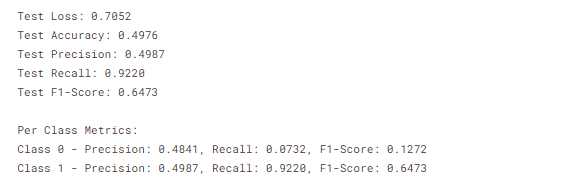 Test Loss: 0.7052
Test Accuracy: 0.4976
Test Precision: 0.4987
Test Recall: 0.9220
Test F1-Score: 0.6473
Per Class Metrics:
Class 0 - Precision: 0.4841, Recall: 0.0732, F1-Score: 0.1272
Class 1 - Precision: 0.4987, Recall: 0.9220, F1-Score: 0.6473